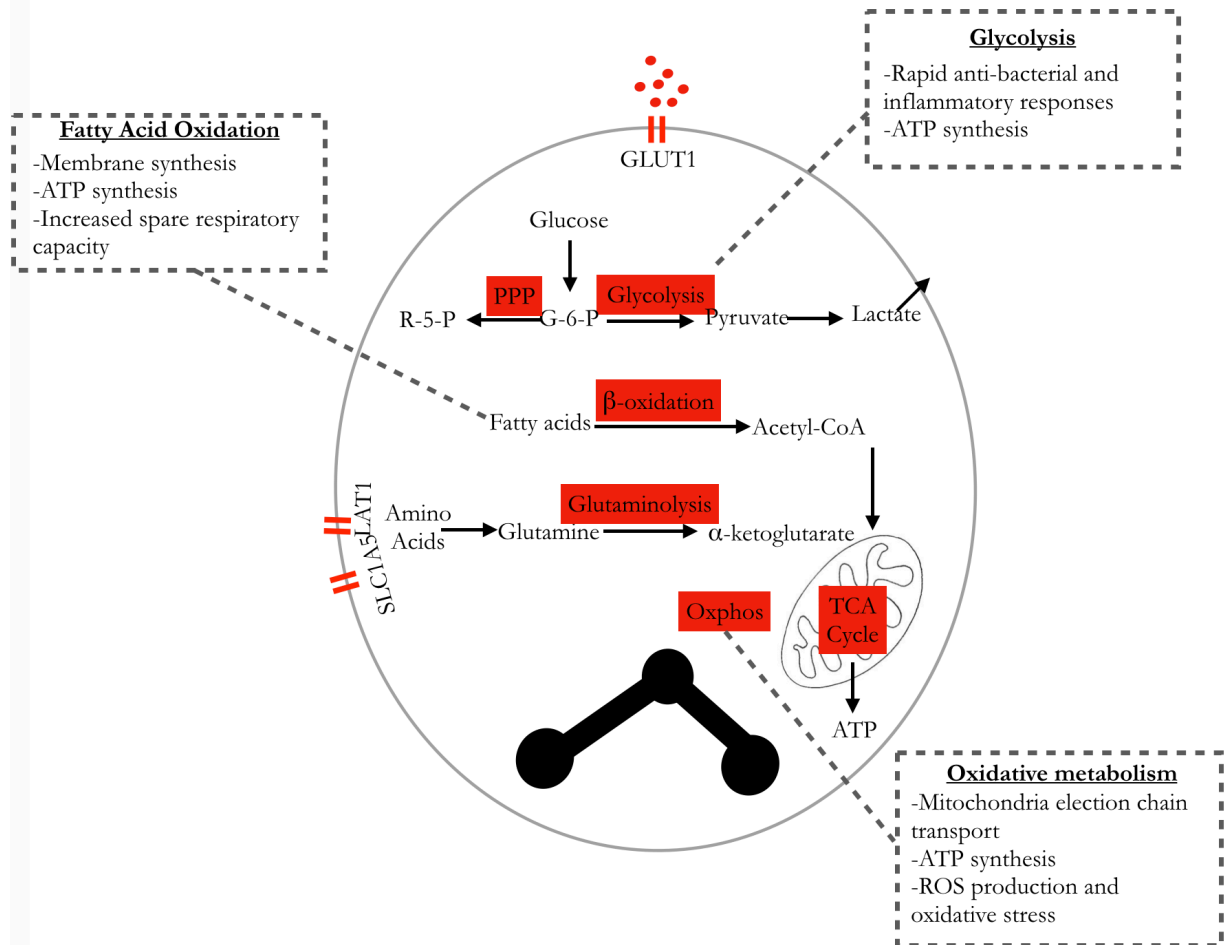 Glycolysis
-Rapid anti-bacterial and
inflammatory responses
-ATP synthesis
Fatty Acid Oxidation
-Membrane synthesis
-ATP synthesis
-Increased spare respiratory
capacity
GLUT1
Glucose
PPP
Glycolysis
R-5-P
G-6-P
Pyruvate
Lactate
β-oxidation
Fatty acids
Acetyl-CoA
LAT1
SLC1A5
Amino
Acids
Glutaminolysis
Glutamine
α-ketoglutarate
Oxphos
TCA
Cycle
ATP
Oxidative metabolism
-Mitochondria election chain
transport
-ATP synthesis
-ROS production and
oxidative stress